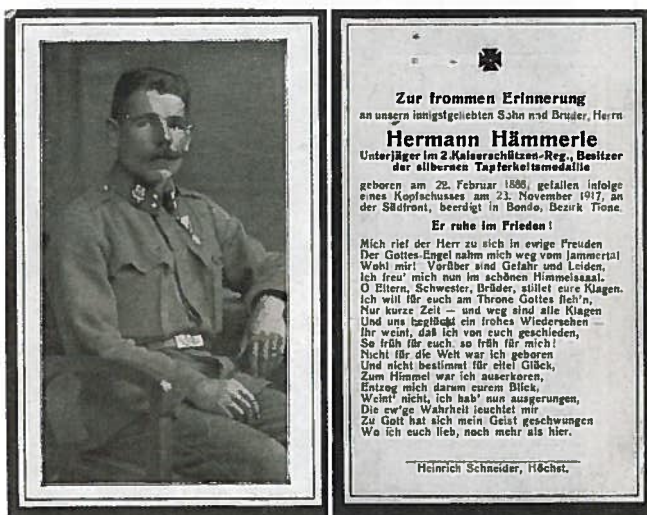 Zur frommen Erinnerung
an unsern innigstgeliebten Sohn und Bruder, Herrn
Hermann Hämmerle
Unterjäger im 2. Kaiserschützen-Reg., Besitzer
der silbernen Tapferkeitsmedaille
geboren am 22. Februar 1888, gefallen infolge
eines Kopfschusses am 23. November 1917, an
der Südfront, beerdigt in Bondo, Bezirk Tione.
Er ruhe im Frieden!
Mich rief der Herr zu sich in ewige Freuden
Der Gottes-Engel nahm mich weg vom Jammertal
Wohl mir! Vorüber sind Gefahr und Leiden,
Ich freu' mich nun im schönen Himmelssaal.
O Eltern, Schwester, Brüder, stillet eure Klagen.
Ich will für euch am Throne Gottes fleh'n,
Nur kurze Zeit — und weg sind alle Klagen
Und uns beglückt ein frohes Wiedersehen —
Ihr weint, daß ich von euch geschieden,
So früh für euch, so früh für mich!
Nicht für die Welt war ich geboren
Und nicht bestimmt für eitel Glück,
Zum Himmel war ich auserkoren,
Entzog mich darum eurem Blick,
Weint' nicht, ich hab' nun ausgerungen,
Die ew'ge Wahrheit leuchtet mir
Zu Gott hat sich mein Geist geschwungen
Wo ich euch lieb, noch mehr als hier.
Heinrich Schneider, Höchst.